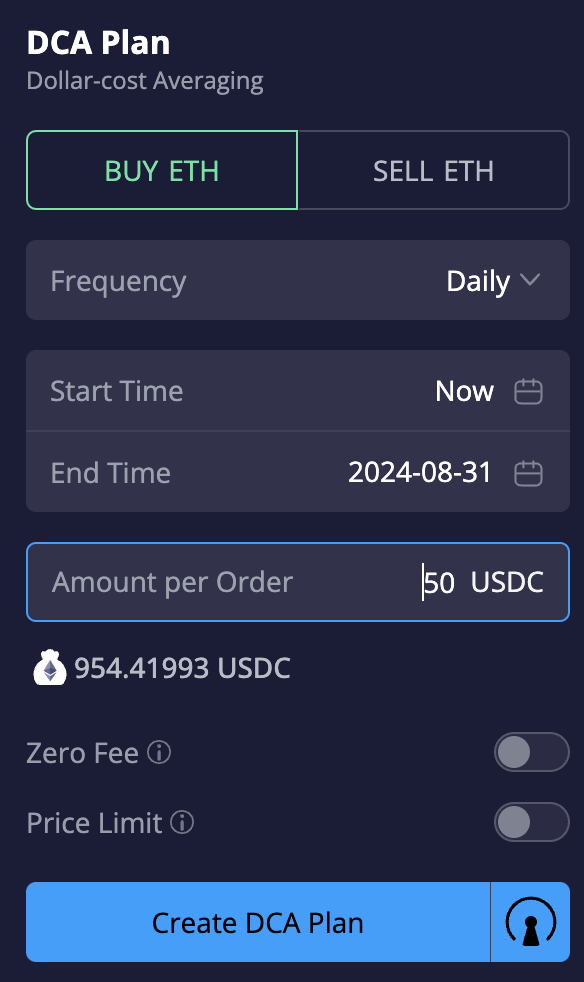 DCA Plan
Dollar-cost Averaging
BUY ETH SELL ETH
Frequency Daily
Start Time Now
End Time 2024-08-31
Amount per Order 50 USDC
954.41993 USDC
Zero Fee
Price Limit
Create DCA Plan